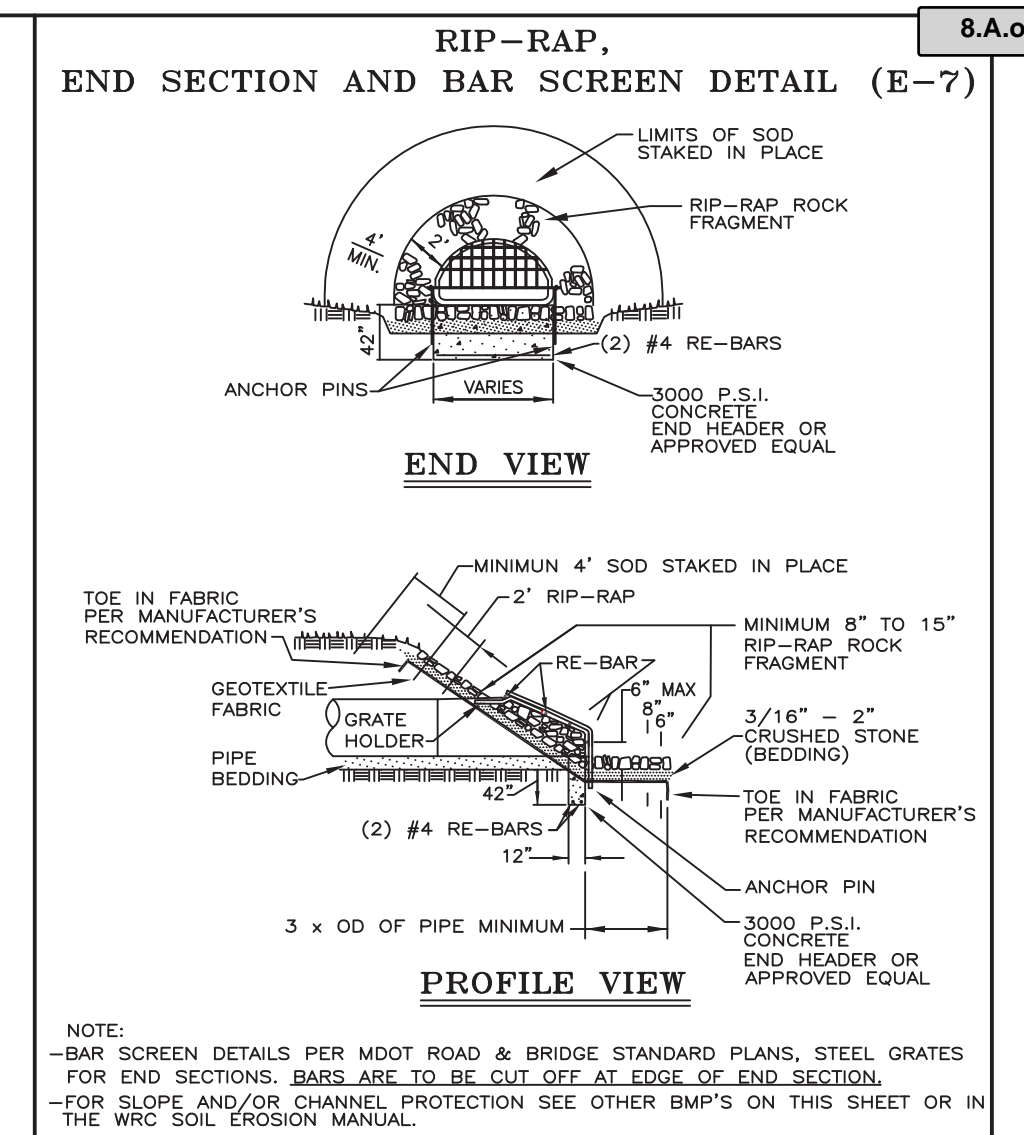 8.A.o
RIP-RAP,
END SECTION AND BAR SCREEN DETAIL (E-7)
LIMITS OF SOD
STAKED IN PLACE
RIP-RAP ROCK
FRAGMENT
4'
MIN.
2'
42"
(2) #4 RE-BARS
ANCHOR PINS
VARIES
3000 P.S.I.
CONCRETE
END HEADER OR
APPROVED EQUAL
END VIEW
MINIMUN 4' SOD STAKED IN PLACE
2' RIP-RAP
TOE IN FABRIC
PER MANUFACTURER'S
RECOMMENDATION
MINIMUM 8" TO 15"
RIP-RAP ROCK
FRAGMENT
RE-BAR
GEOTEXTILE
FABRIC
6" MAX
8"
6"
GRATE
HOLDER
3/16" - 2"
CRUSHED STONE
(BEDDING)
PIPE
BEDDING
42"
TOE IN FABRIC
PER MANUFACTURER'S
RECOMMENDATION
(2) #4 RE-BARS
12"
ANCHOR PIN
3 x OD OF PIPE MINIMUM
3000 P.S.I.
CONCRETE
END HEADER OR
APPROVED EQUAL
PROFILE VIEW
NOTE:
-BAR SCREEN DETAILS PER MDOT ROAD & BRIDGE STANDARD PLANS, STEEL GRATES
FOR END SECTIONS. BARS ARE TO BE CUT OFF AT EDGE OF END SECTION.
-FOR SLOPE AND/OR CHANNEL PROTECTION SEE OTHER BMP'S ON THIS SHEET OR IN
THE WRC SOIL EROSION MANUAL.